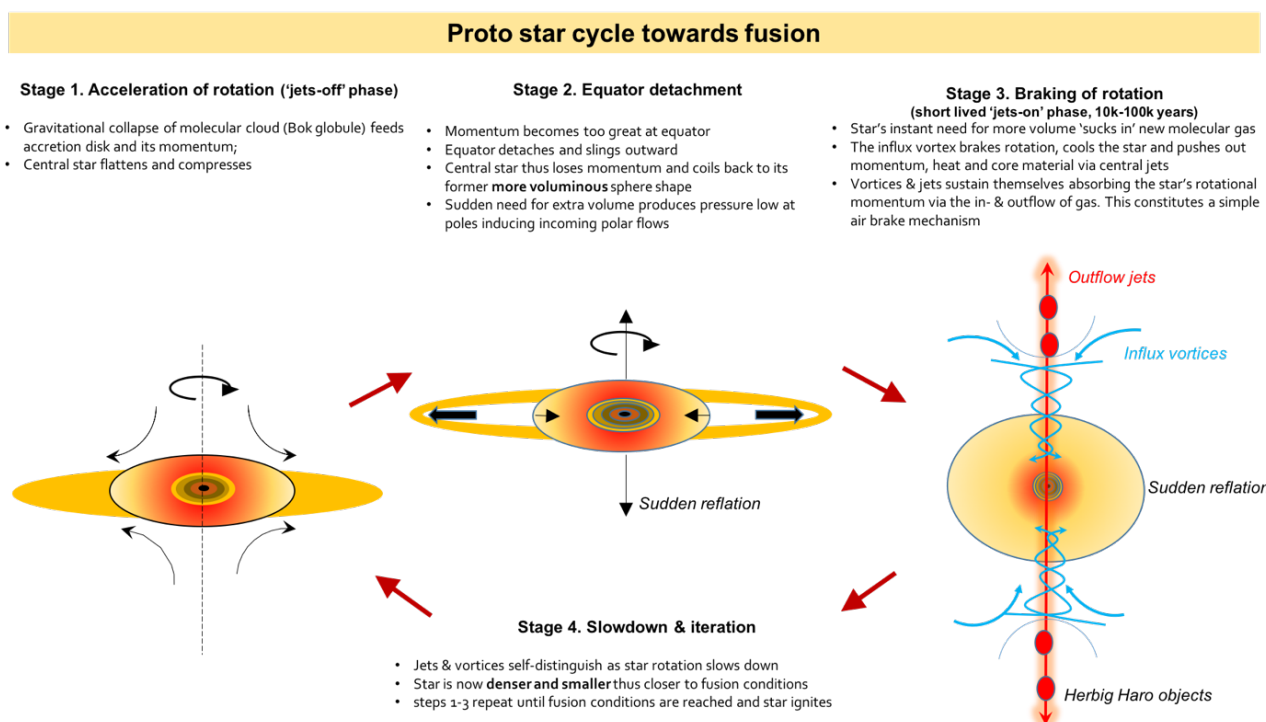 Proto star cycle towards fusion
Stage 1. Acceleration of rotation (‘jets-off’ phase)
• Gravitational collapse of molecular cloud (Bok globule) feeds
accretion disk and its momentum;
• Central star flattens and compresses
Stage 2. Equator detachment
• Momentum becomes too great at equator
• Equator detaches and slings outward
• Central star thus loses momentum and coils back to its
former more voluminous sphere shape
• Sudden need for extra volume produces pressure low at
poles inducing incoming polar flows
Stage 3. Braking of rotation
(short lived ‘jets-on’ phase, 10k-100k years)
• Star’s instant need for more volume ‘sucks in’ new molecular gas
• The influx vortex brakes rotation, cools the star and pushes out
momentum, heat and core material via central jets
• Vortices & jets sustain themselves absorbing the star’s rotational
momentum via the in- & outflow of gas. This constitutes a simple
air brake mechanism
Outflow jets
Influx vortices
Sudden reflation
Sudden reflation
Herbig Haro objects
Stage 4. Slowdown & iteration
• Jets & vortices self-distinguish as star rotation slows down
• Star is now denser and smaller thus closer to fusion conditions
• steps 1-3 repeat until fusion conditions are reached and star ignites